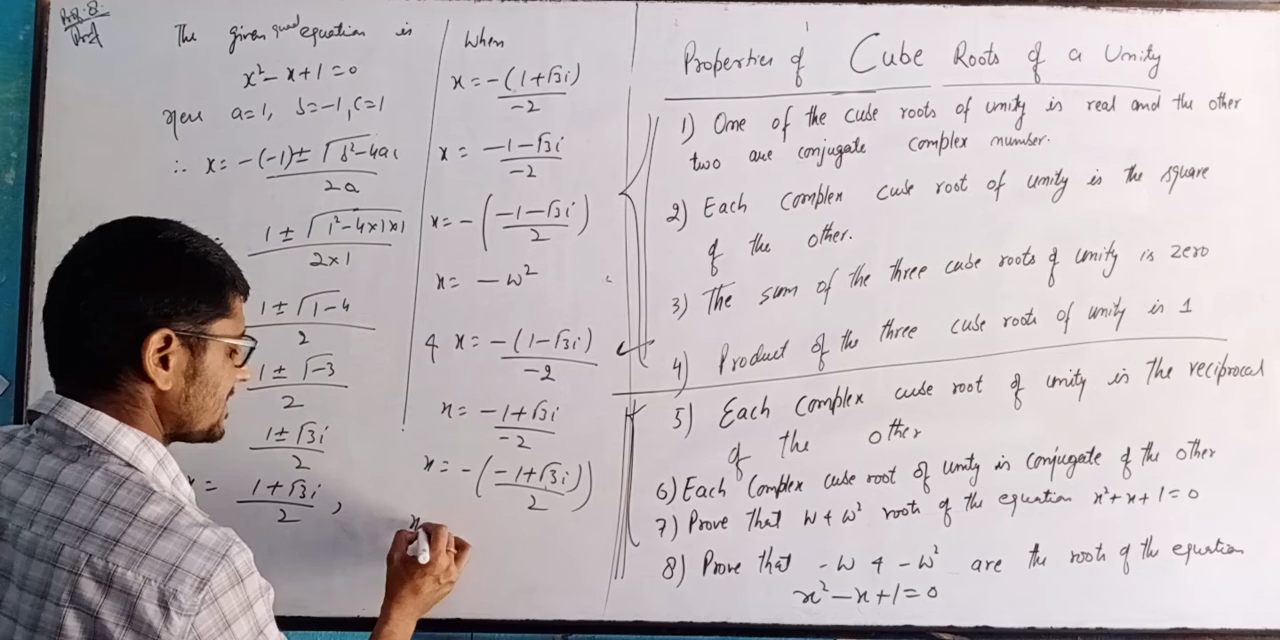 Prof. 8.
Proof
The given quad equation is
x² - x + 1 = 0
Here a=1, b=-1, c=1
∴ x = -(-1) ± √b² - 4ac
2a
1 ± √1² - 4×1×1
2×1
1 ± √1-4
2
1 ± √-3
2
1 ± √3i
2
= 1 + √3i ,
2
When
x = -(1+√3i)
-2
x = -1-√3i
-2
x = -(-1-√3i)
2
x = -ω²
& x = -(1-√3i)
-2
x = -1+√3i
-2
x = -(-1+√3i)
2
x
Properties of Cube Roots of a Unity
1) One of the cube roots of unity is real and the other
two are conjugate complex number.
2) Each complex cube root of unity is the square
of the other.
3) The sum of the three cube roots of unity is zero
4) Product of the three cube roots of unity is 1
5) Each complex cube root of unity is the reciprocal
of the other
6) Each complex cube root of unity is conjugate of the other
7) Prove that ω & ω² roots of the equation x²+x+1=0
8) Prove that -ω & -ω² are the roots of the equation
x²-x+1=0